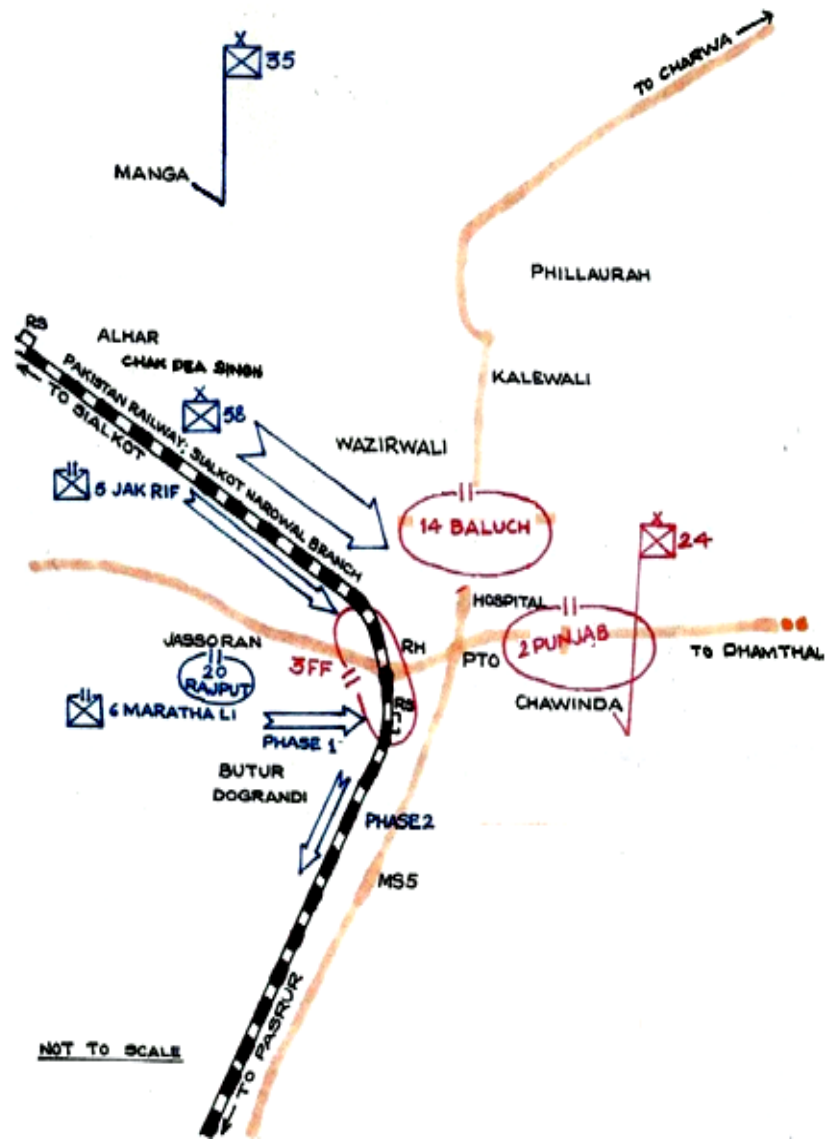 35
TO CHARWA
MANGA
PHILLAURAH
RS
ALHAR
CHAK DEA SINGH
KALEWALI
PAKISTAN RAILWAY; SIALKOT NAROWAL BRANCH
TO SIALKOT
58
WAZIRWALI
5 JAK RIF
14 BALUCH
24
HOSPITAL
JASSORAN
20
RAJPUT
3FF
RH
PTO
2 PUNJAB
TO DHAMTHAL
6 MARATHA LI
PHASE 1
RS
CHAWINDA
BUTUR
DOGRANDI
PHASE 2
MS5
NOT TO SCALE
TO PASRUR